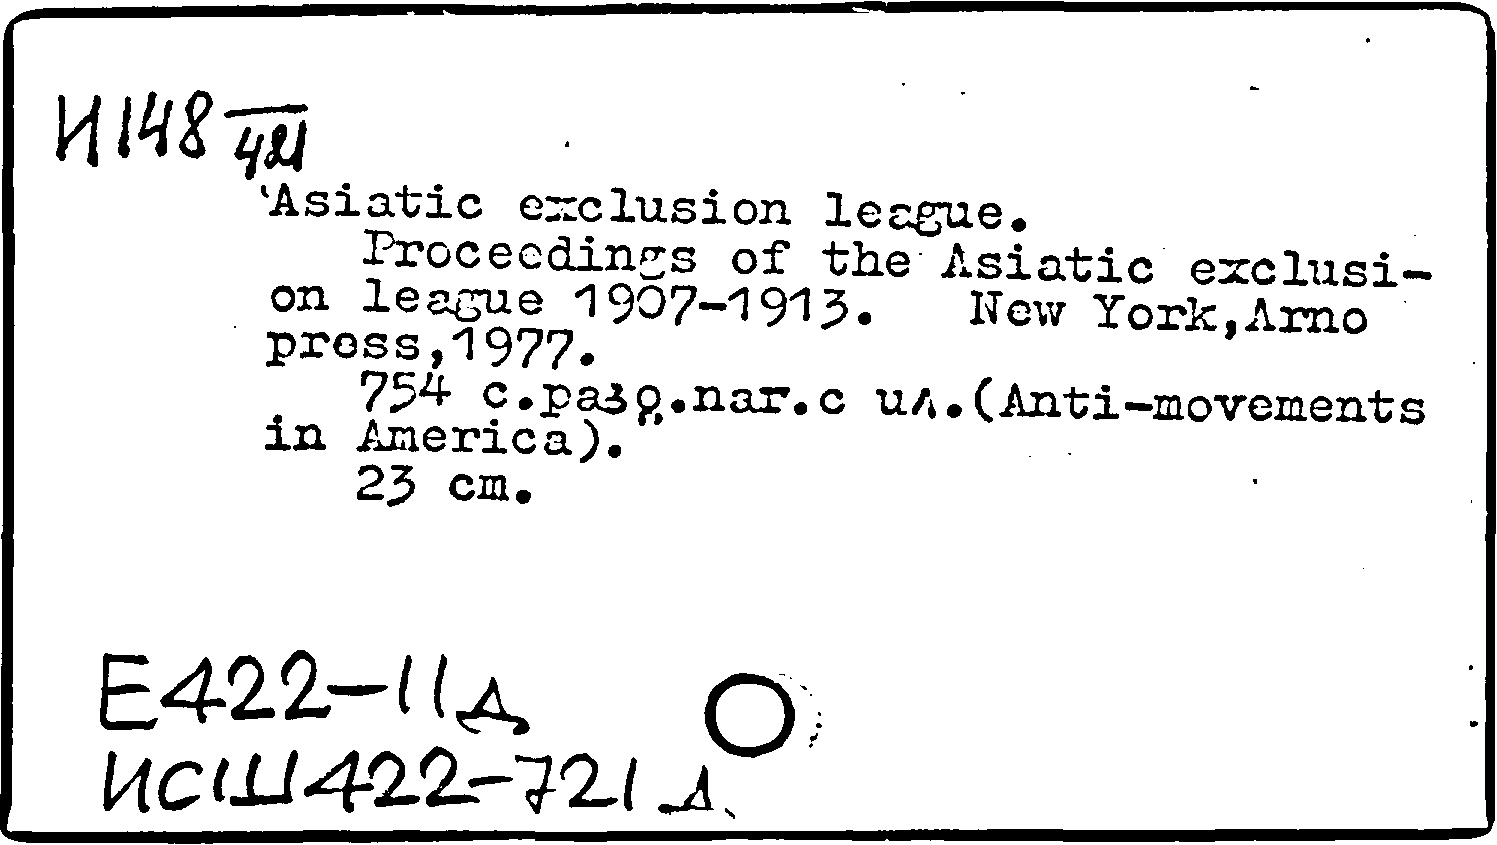 И148 421
Asiatic exclusion league.
Proceedings of the Asiatic exclusi-
on league 1907-1913. New York,Arno
press,1977.
754 с.разд.паг.с ил.(Anti-movements
in America).
23 cm.
Е422-11д
ИСШ422-721д